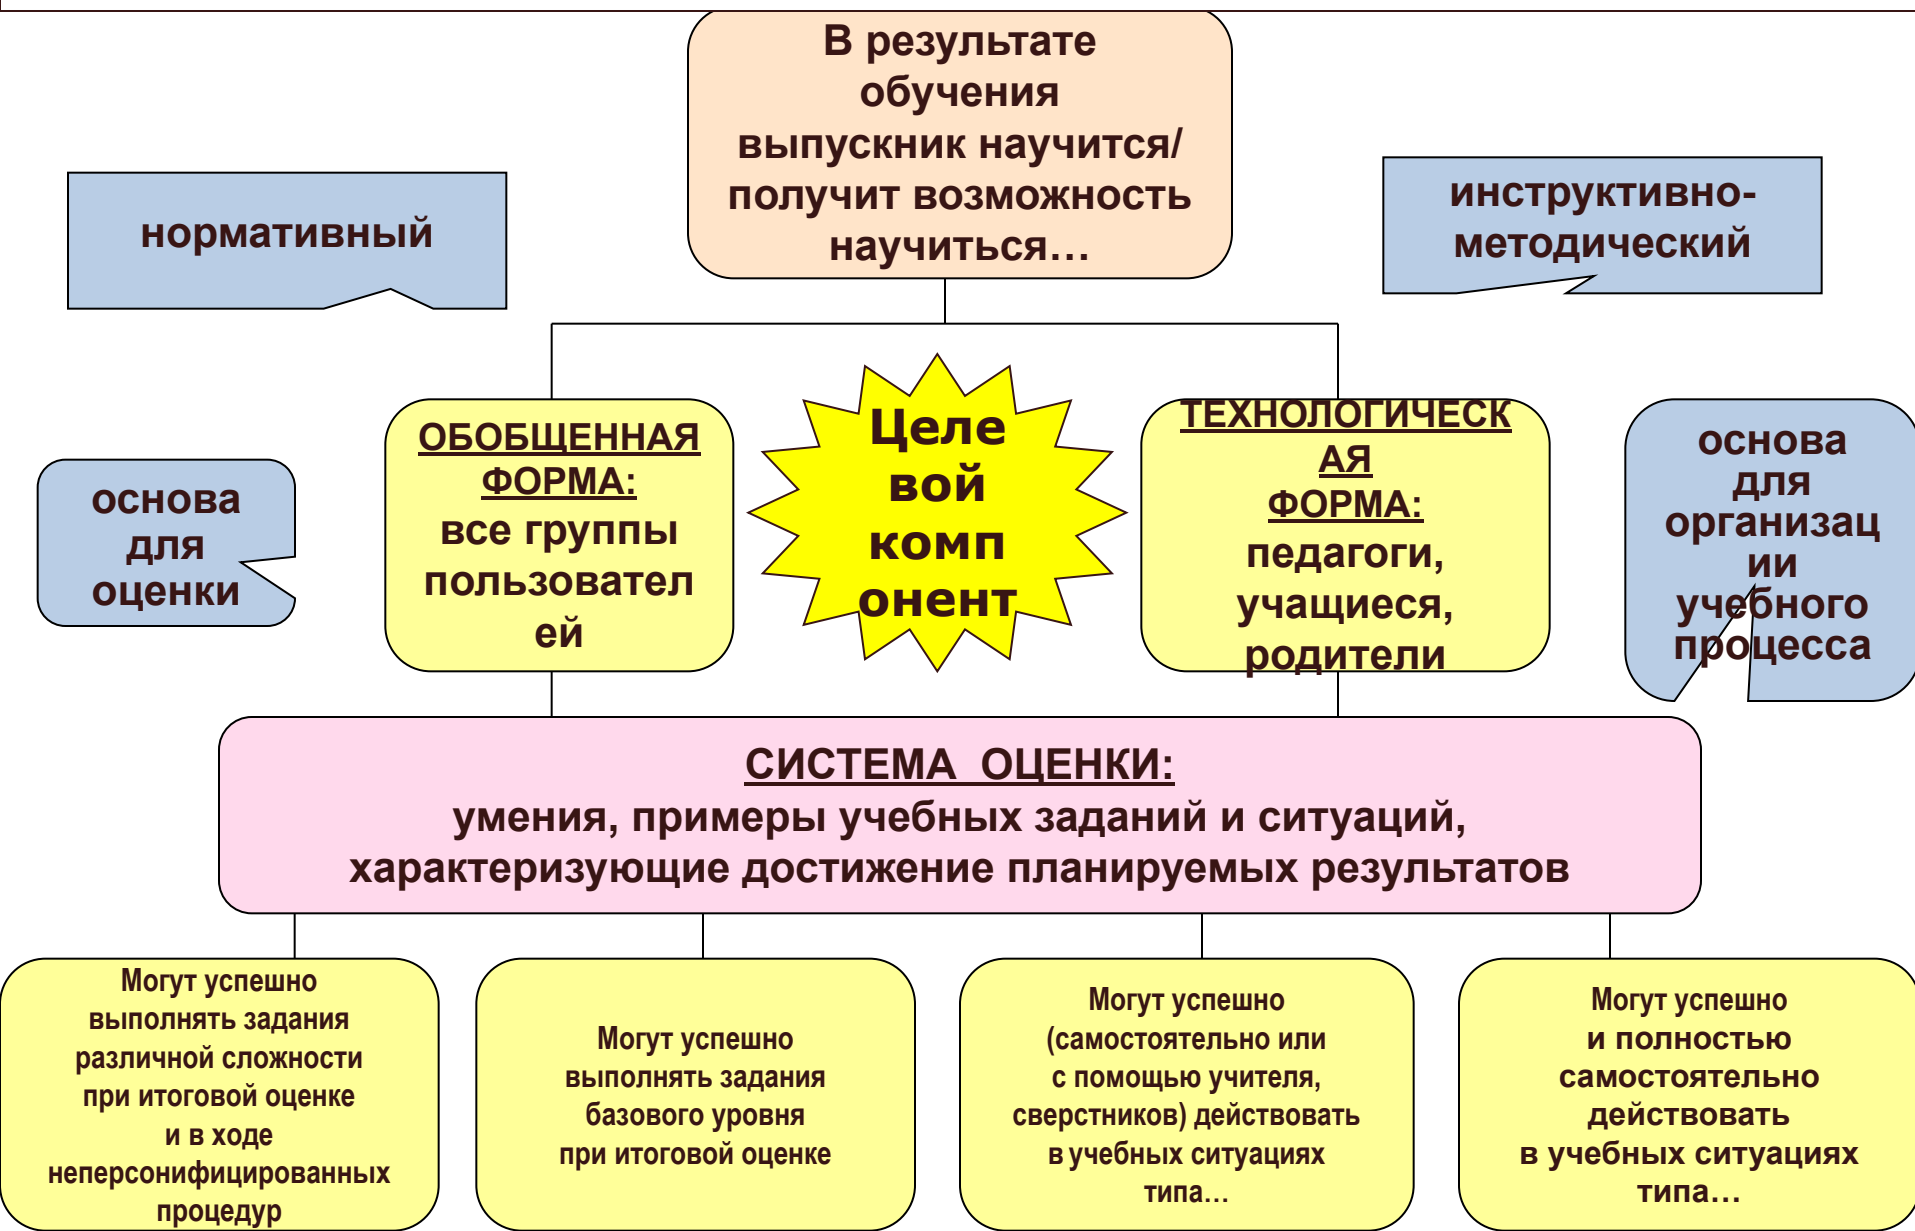 В результате
обучения
выпускник научится/
получит возможность
научиться…
нормативный
инструктивно-
методический
ОБОБЩЕННАЯ
ФОРМА:
все группы
пользовател
ей
Целе
вой
комп
онент
ТЕХНОЛОГИЧЕСК
АЯ
ФОРМА:
педагоги,
учащиеся,
родители
основа
для
оценки
основа
для
организац
ии
учебного
процесса
СИСТЕМА ОЦЕНКИ:
умения, примеры учебных заданий и ситуаций,
характеризующие достижение планируемых результатов
Могут успешно
выполнять задания
различной сложности
при итоговой оценке
и в ходе
неперсонифицированных
процедур
Могут успешно
выполнять задания
базового уровня
при итоговой оценке
Могут успешно
(самостоятельно или
с помощью учителя,
сверстников) действовать
в учебных ситуациях
типа…
Могут успешно
и полностью
самостоятельно
действовать
в учебных ситуациях
типа…